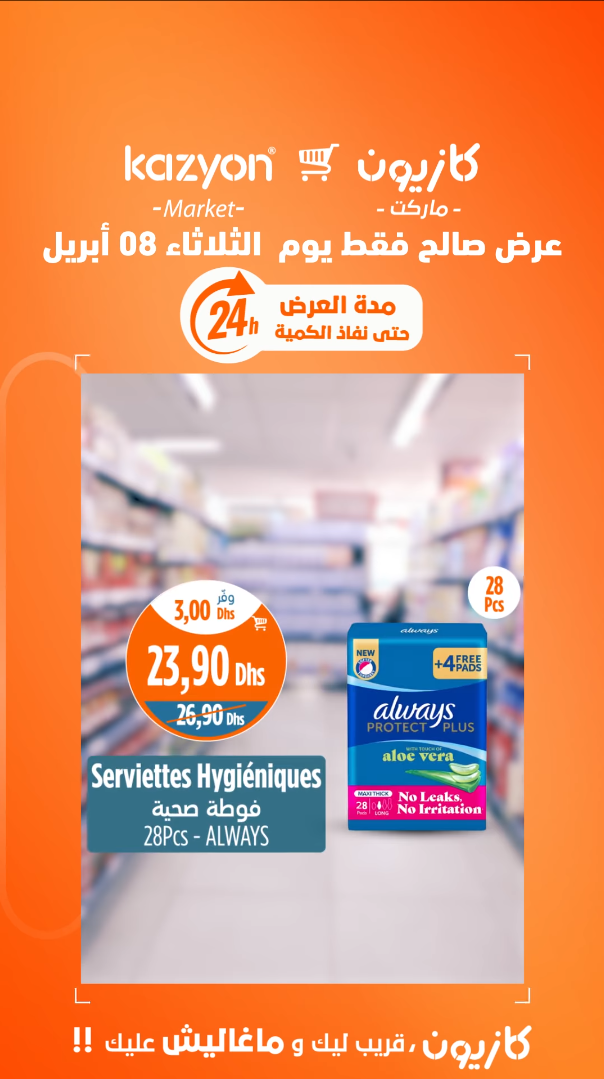 kazyon® كازيون
-Market- - ماركت -
عرض صالح فقط يوم الثلاثاء 08 أبريل
24h
مدة العرض
حتى نفاذ الكمية
28
Pcs
وفّر
3,00 Dhs
23,90 Dhs
26,90 Dhs
Serviettes Hygiéniques
فوطة صحية
28Pcs - ALWAYS
always
NEW
+4 FREE PADS
always
PROTECT PLUS
WITH TOUCH OF
aloe vera
MAXI THICK
28 Pads
LONG
No Leaks.
No Irritation
كازيون، قريب ليك و ماغاليش عليك !!